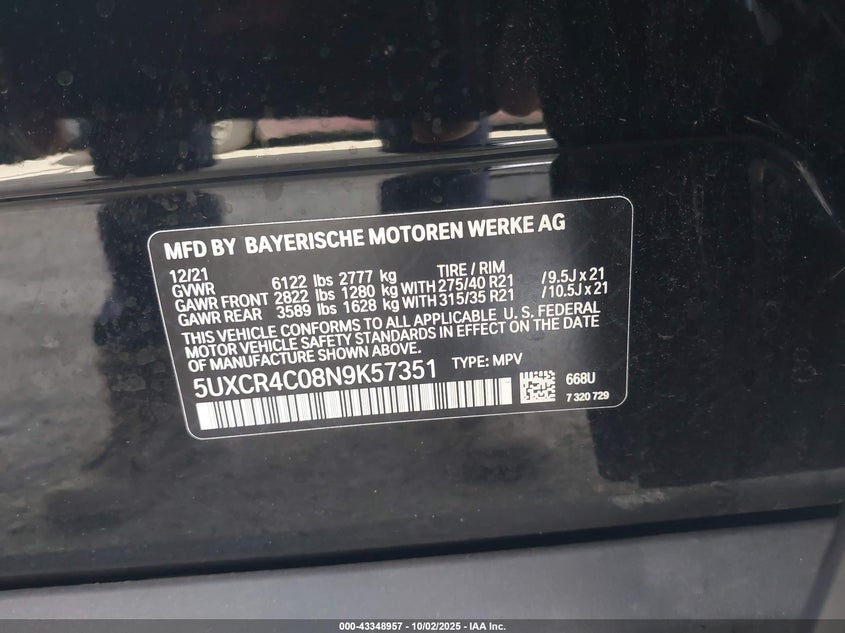 MFD BY BAYERISCHE MOTOREN WERKE AG
12/21 TIRE / RIM
GVWR 6122 lbs 2777 kg
GAWR FRONT 2822 lbs 1280 kg WITH 275/40 R21 /9.5J x 21
GAWR REAR 3589 lbs 1628 kg WITH 315/35 R21 /10.5J x 21
THIS VEHICLE CONFORMS TO ALL APPLICABLE U. S. FEDERAL
MOTOR VEHICLE SAFETY STANDARDS IN EFFECT ON THE DATE
OF MANUFACTURE SHOWN ABOVE.
5UXCR4C08N9K57351 TYPE: MPV
668U
7 320 729
000-43348957 - 10/02/2025 - IAA Inc.